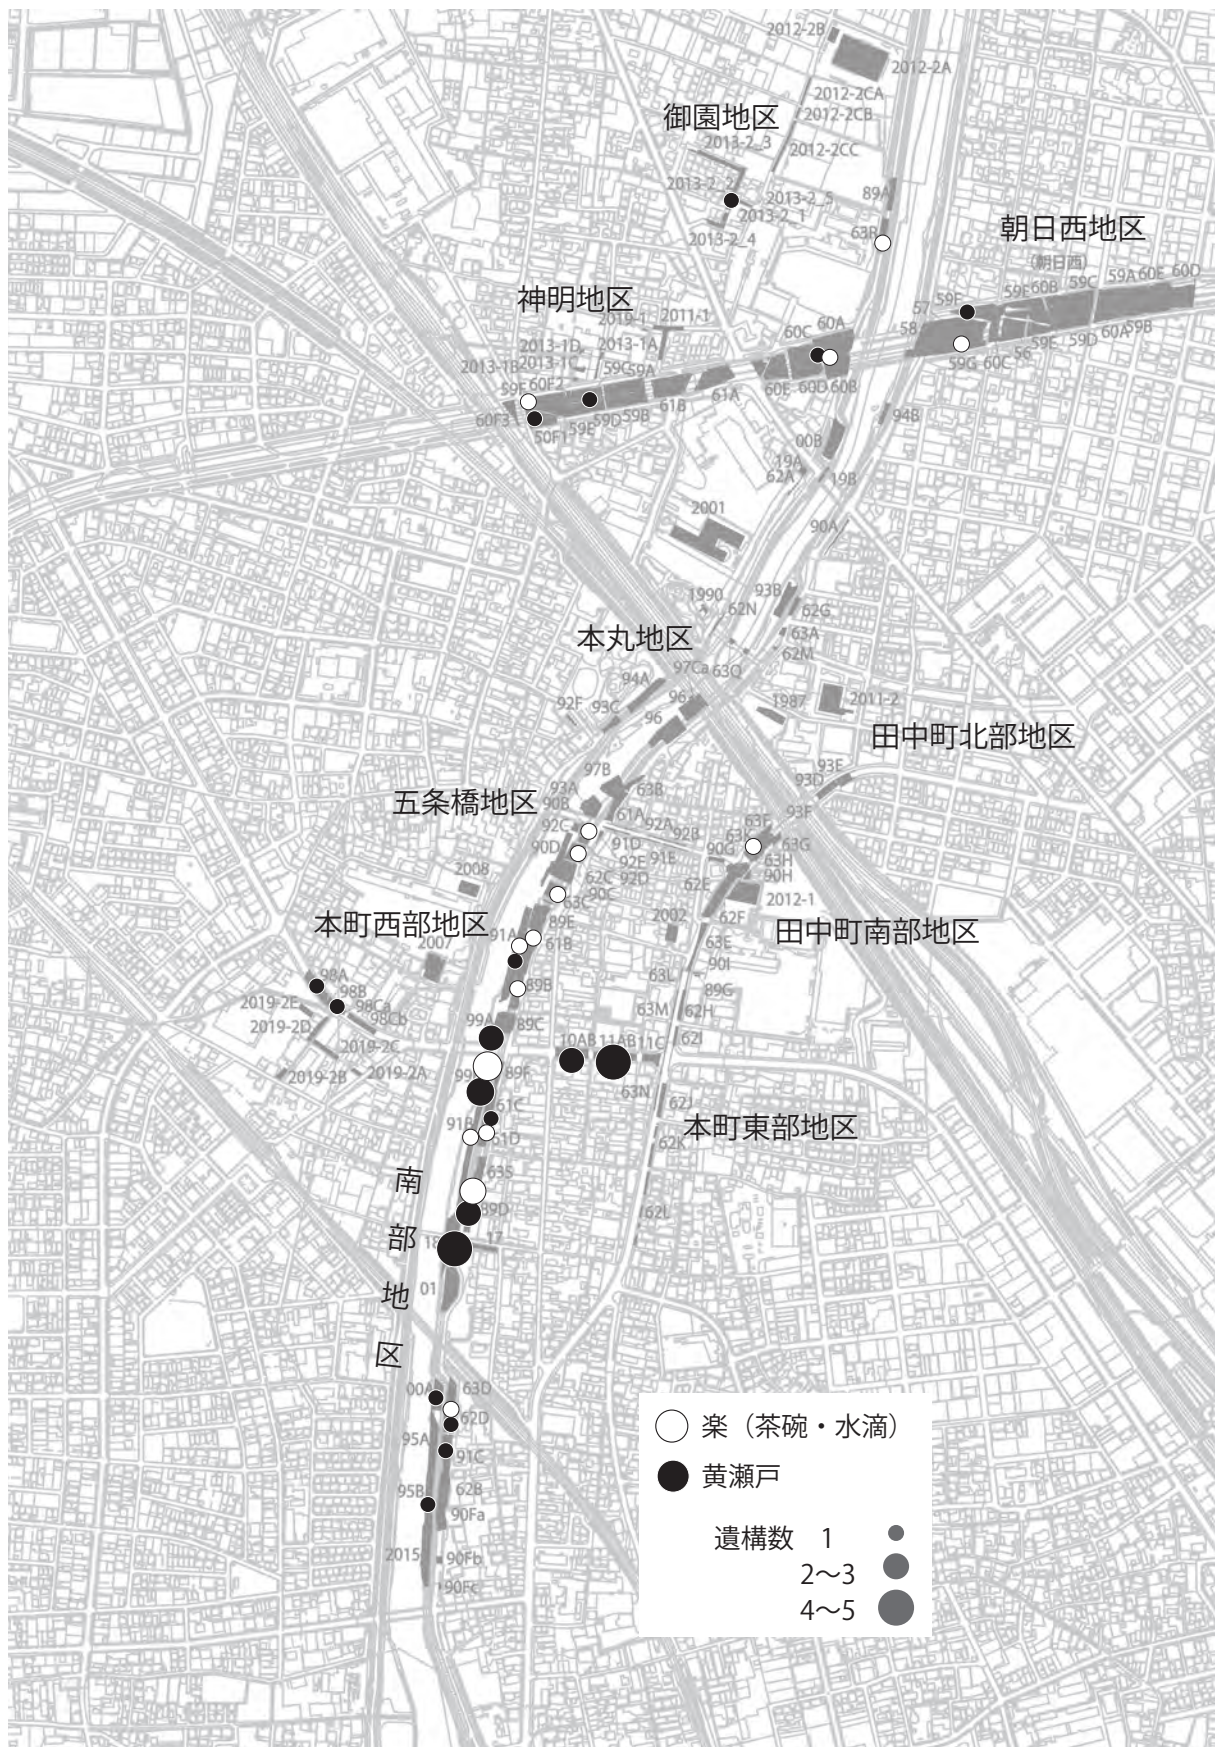 2012-2B
2012-2A
2012-2CA
2012-2CB
御園地区
2013-2_3
2012-2CC
2013-2_2
2013-2_5
2013-2_1
2013-2_4
89A
63R
朝日西地区
(朝日西)
59A
60E
60D
59C
60B
59F
57
58
59B
60A
59D
59E
56
60C
59G
神明地区
2019-1
2011-1
2013-1D
2013-1A
2013-1C
2013-1B
59C
59A
60F2
60F3
59E
59D
59B
61B
61A
60E
60D
60B
60C
60A
94B
00B
19A
62A
19B
2001
90A
1990
62N
93B
62G
63A
62M
本丸地区
97Ca
63Q
94A
92F
93C
96
96
1987
2011-2
田中町北部地区
93E
93D
93F
97B
93A
90B
63B
五条橋地区
61A
92A
92B
92C
90D
91D
92E
92D
91E
62C
90C
63C
63F
63G
90G
63H
90H
62E
2012-1
62F
2008
2002
田中町南部地区
本町西部地区
89E
91A
61B
2007
63E
90I
89B
63L
89G
98A
98B
98Ca
98Cb
2019-2E
2019-2D
2019-2C
2019-2B
2019-2A
99A
89C
63M
62H
10AB
11AB
11C
62I
89F
63N
61C
62J
本町東部地区
61D
62K
63S
南部地区
89D
62L
17
01
00A
63O
62D
95A
91C
95B
62B
90Fa
2015
90Fb
90Fc
楽（茶碗・水滴）
黄瀬戸
遺構数 1
2〜3
4〜5